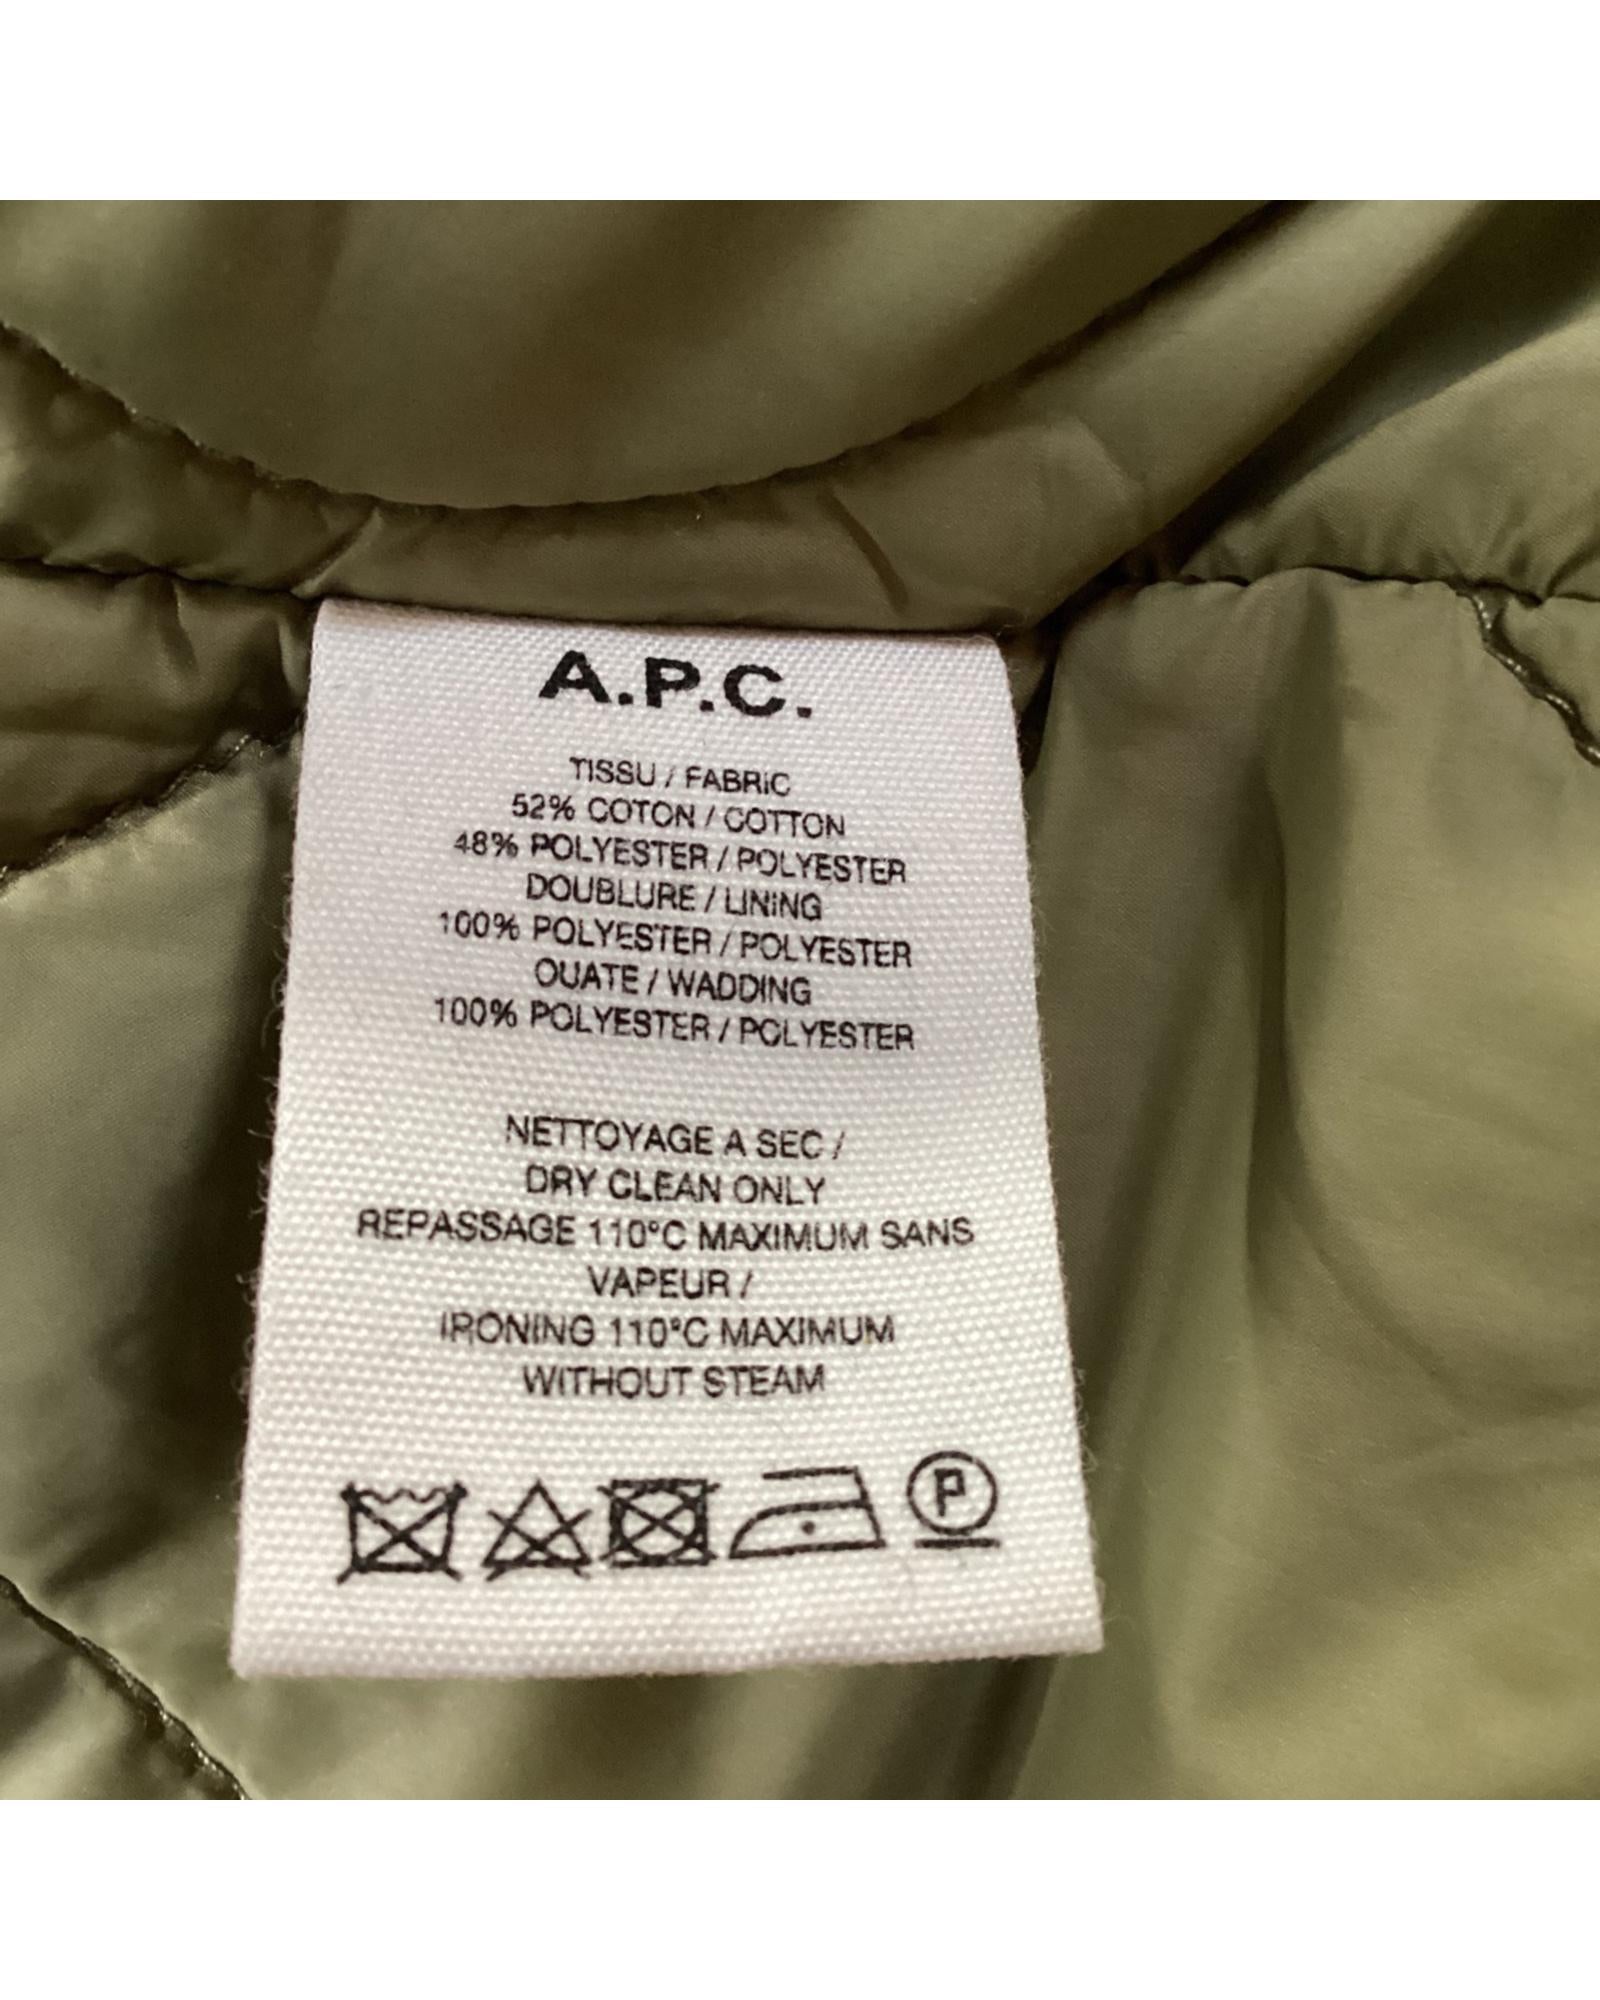 A.P.C.
TISSU / FABRIC
52% COTON / COTTON
48% POLYESTER / POLYESTER
DOUBLURE / LINING
100% POLYESTER / POLYESTER
OUATE / WADDING
100% POLYESTER / POLYESTER
NETTOYAGE A SEC /
DRY CLEAN ONLY
REPASSAGE 110°C MAXIMUM SANS
VAPEUR /
IRONING 110°C MAXIMUM
WITHOUT STEAM
P